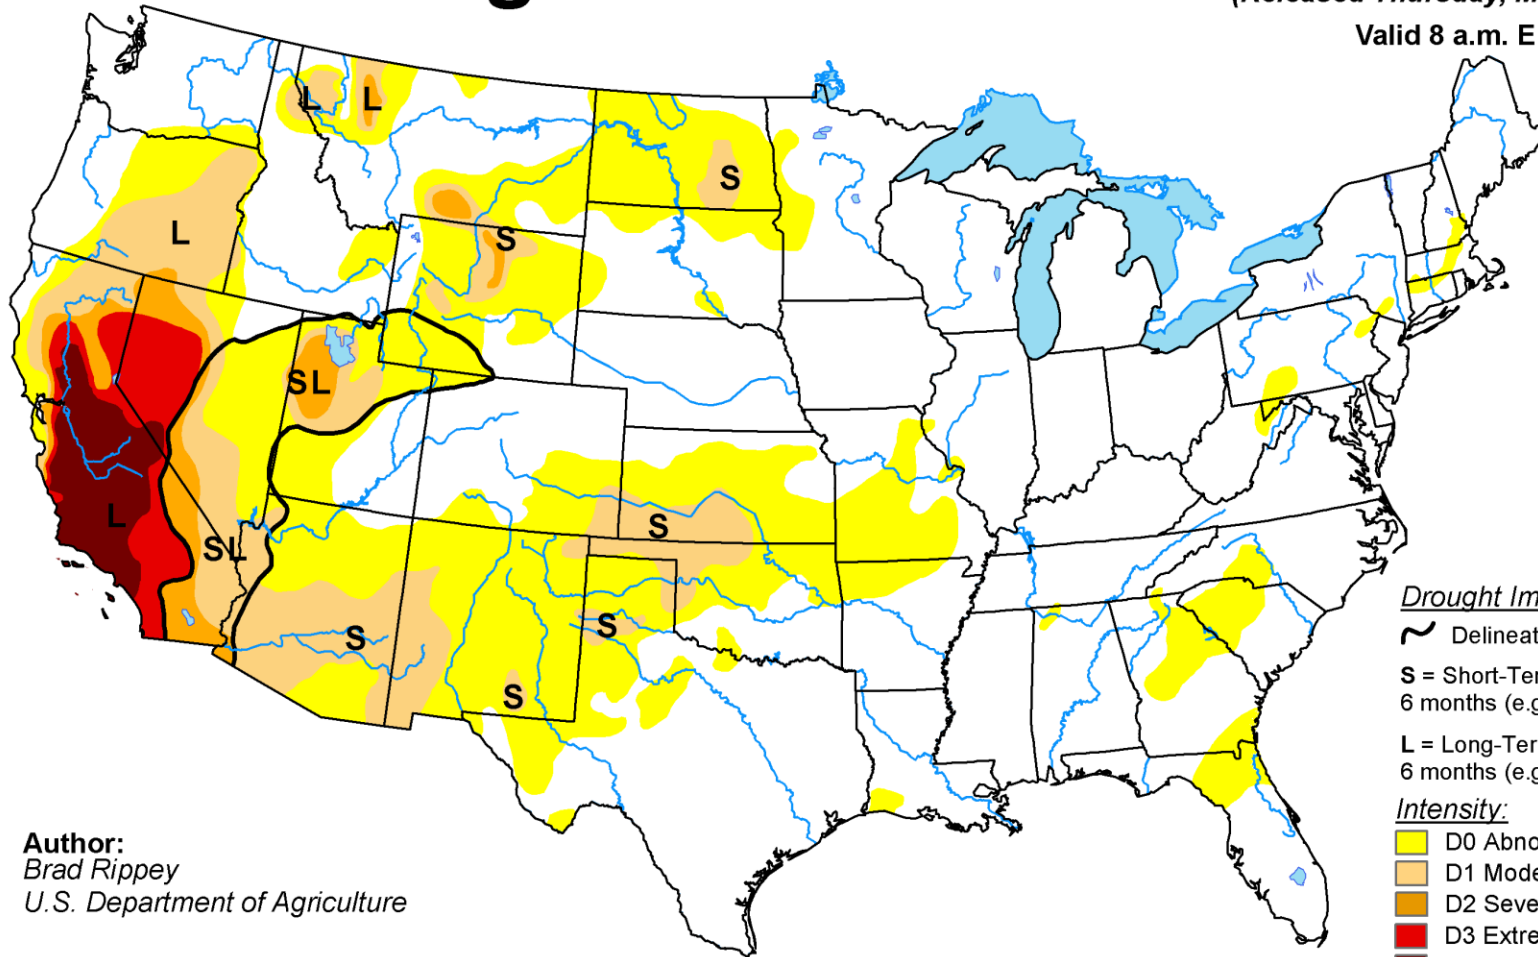 Valid 8 a.m. E
L
L
S
L
S
SL
L
S
SL
S
S
S
Drought Im
Delineat
S = Short-Ter
6 months (e.g
L = Long-Ter
6 months (e.g
Intensity:
D0 Abno
D1 Mode
D2 Seve
D3 Extre
Author:
Brad Rippey
U.S. Department of Agriculture